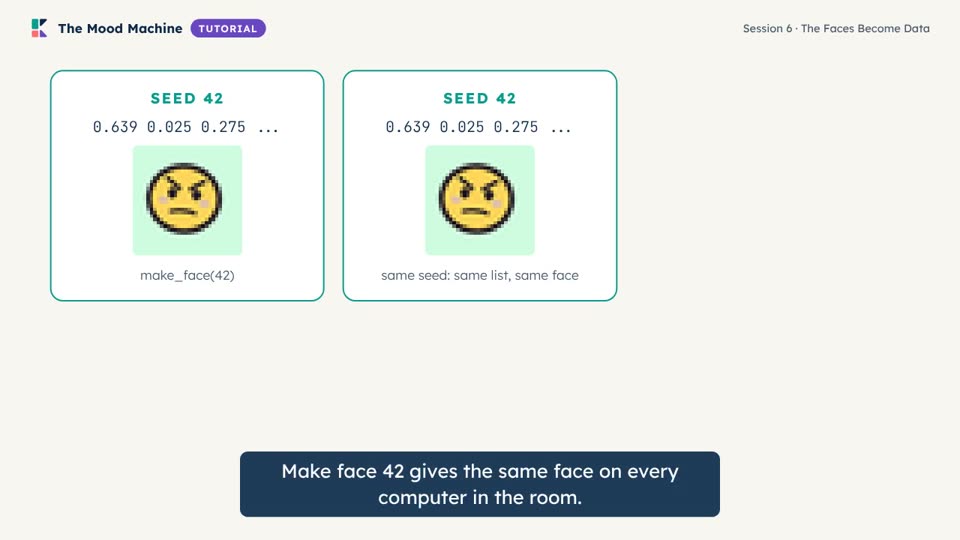 The Mood Machine
TUTORIAL
Session 6 · The Faces Become Data
SEED 42
0.639 0.025 0.275 ...
make_face(42)
SEED 42
0.639 0.025 0.275 ...
same seed: same list, same face
Make face 42 gives the same face on every
computer in the room.